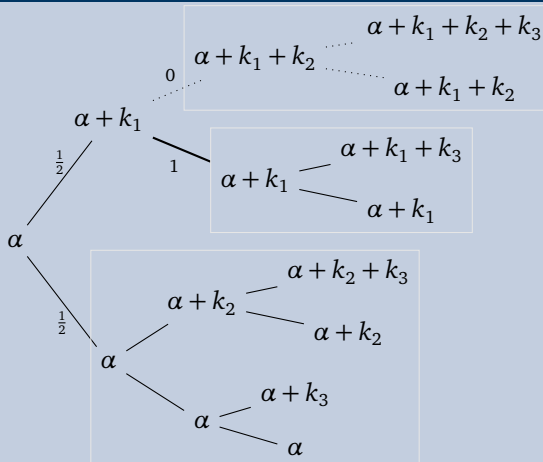 α + k₁ + k₂ + k₃
α + k₁ + k₂
0
α + k₁ + k₂
α + k₁
1/2
1
α + k₁ + k₃
α + k₁
α + k₁
α
α + k₂ + k₃
α + k₂
1/2
α + k₂
α
α + k₃
α
α